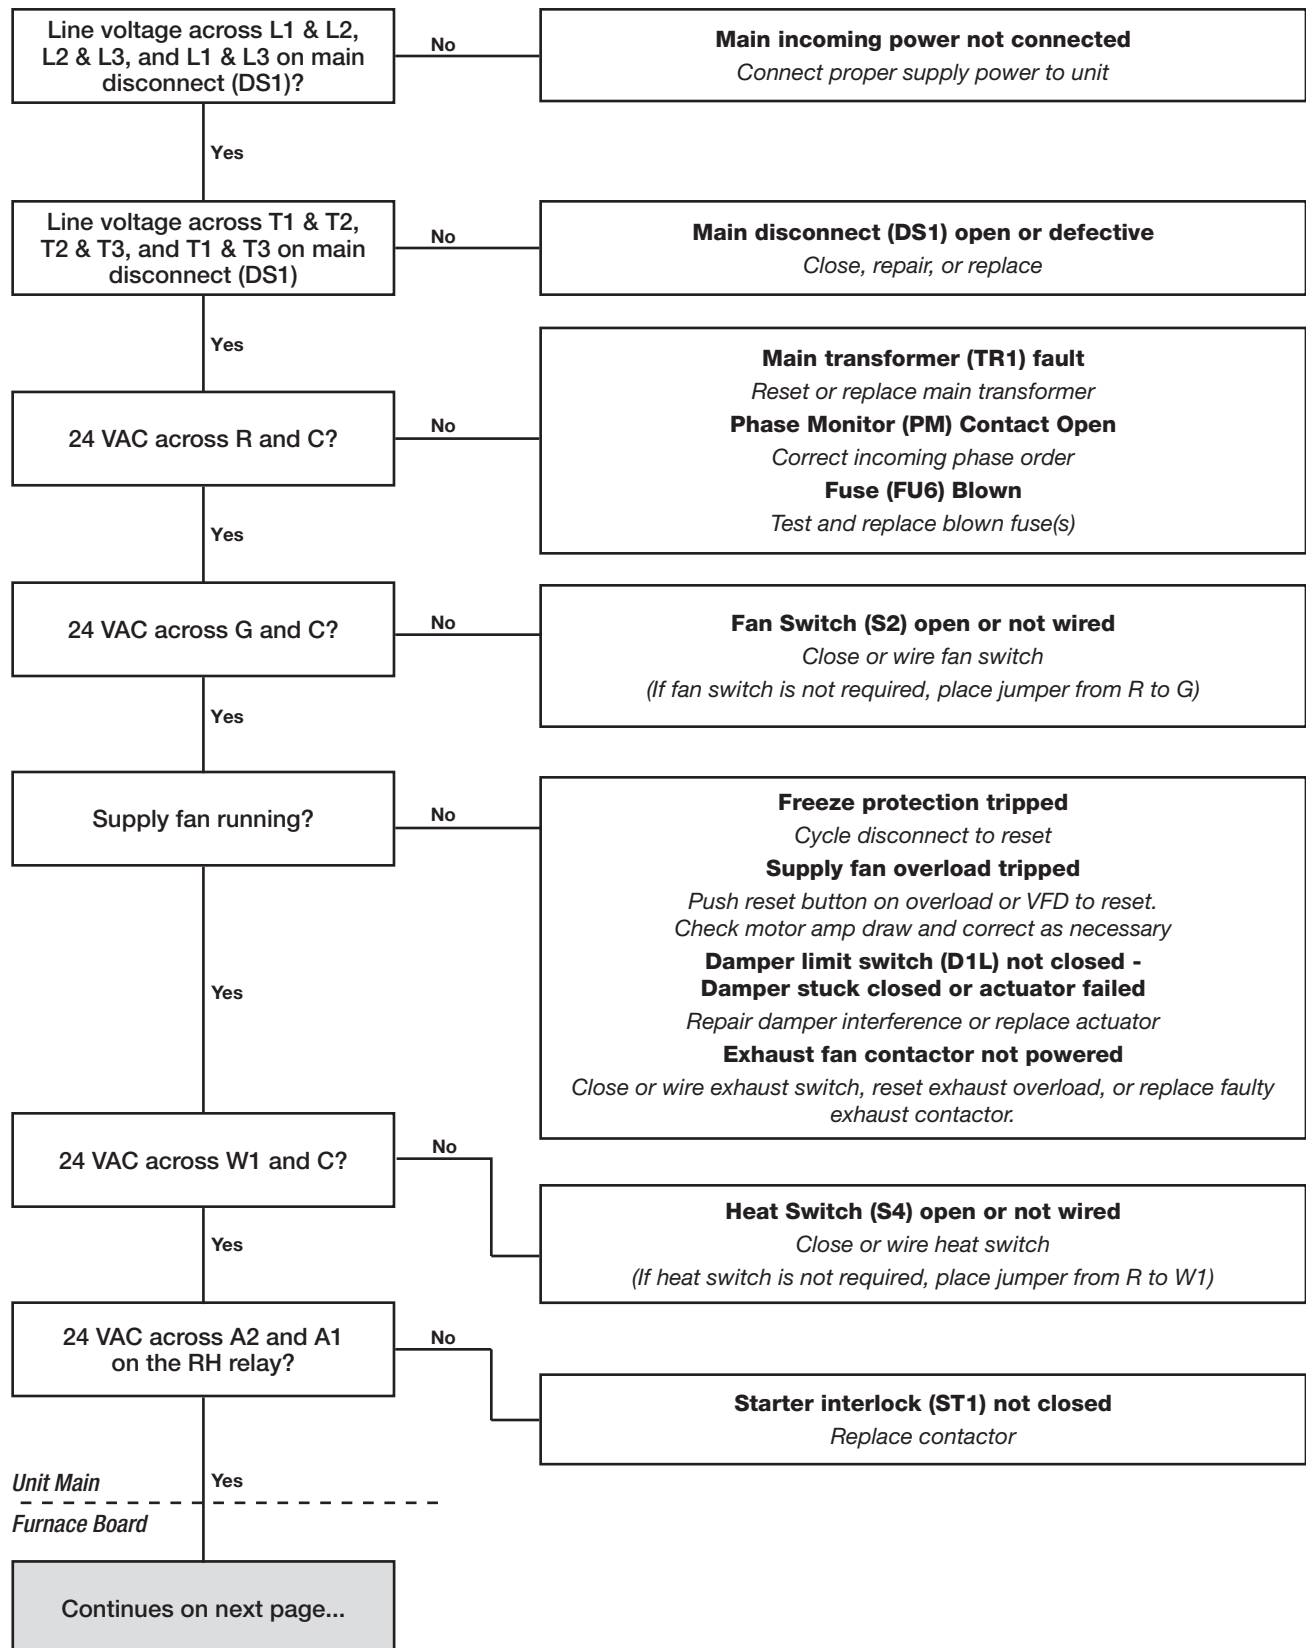 Line voltage across L1 & L2,
L2 & L3, and L1 & L3 on main
disconnect (DS1)?
No
Main incoming power not connected
Connect proper supply power to unit
Yes
Line voltage across T1 & T2,
T2 & T3, and T1 & T3 on main
disconnect (DS1)
No
Main disconnect (DS1) open or defective
Close, repair, or replace
Yes
24 VAC across R and C?
No
Main transformer (TR1) fault
Reset or replace main transformer
Phase Monitor (PM) Contact Open
Correct incoming phase order
Fuse (FU6) Blown
Test and replace blown fuse(s)
Yes
24 VAC across G and C?
No
Fan Switch (S2) open or not wired
Close or wire fan switch
(If fan switch is not required, place jumper from R to G)
Yes
Supply fan running?
No
Freeze protection tripped
Cycle disconnect to reset
Supply fan overload tripped
Push reset button on overload or VFD to reset.
Check motor amp draw and correct as necessary
Damper limit switch (D1L) not closed -
Damper stuck closed or actuator failed
Repair damper interference or replace actuator
Exhaust fan contactor not powered
Close or wire exhaust switch, reset exhaust overload, or replace faulty
exhaust contactor.
Yes
24 VAC across W1 and C?
No
Heat Switch (S4) open or not wired
Close or wire heat switch
(If heat switch is not required, place jumper from R to W1)
Yes
24 VAC across A2 and A1
on the RH relay?
No
Starter interlock (ST1) not closed
Replace contactor
Unit Main
Yes
Furnace Board
Continues on next page...